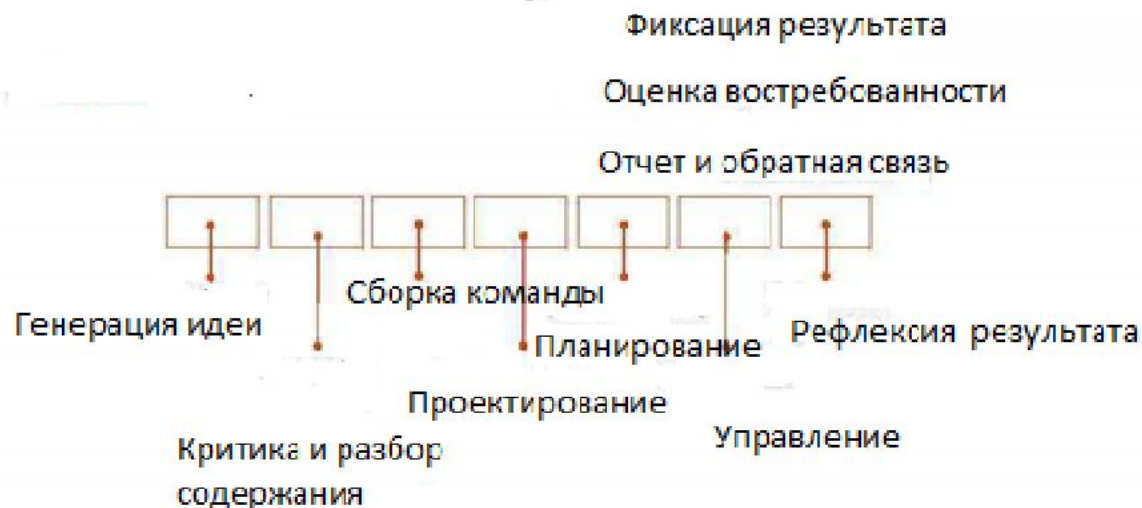 Фиксация результата
Оценка востребованности
Отчет и обратная связь
Сборка команды
Генерация идеи
Планирование
Рефлексия результата
Проектирование
Критика и разбор
содержания
Управление